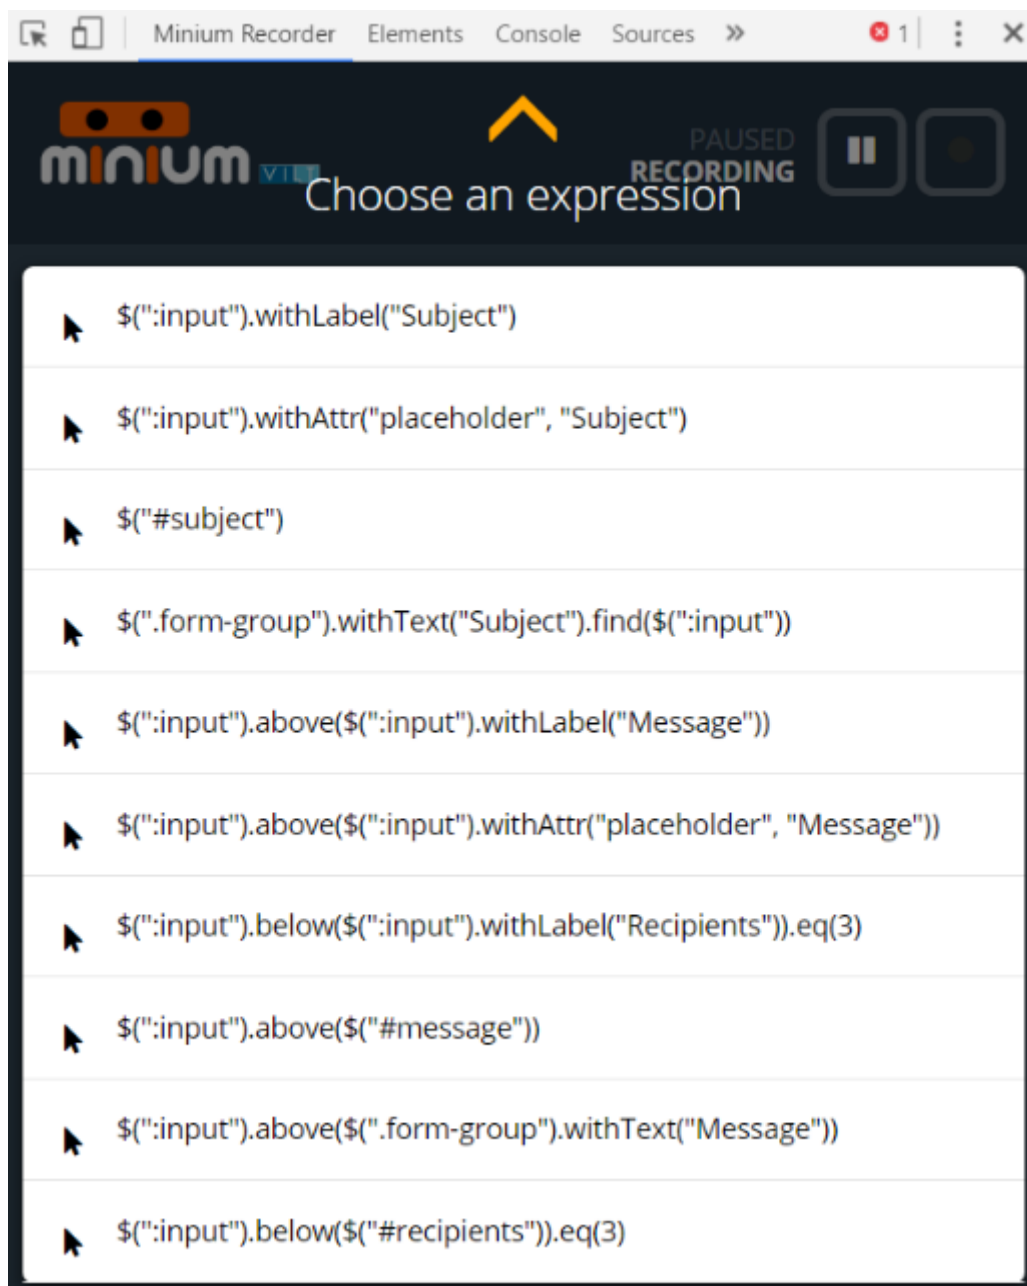 Minium Recorder Elements Console Sources » 1
minium VILT
PAUSED
RECORDING
Choose an expression
$(":input").withLabel("Subject")
$(":input").withAttr("placeholder", "Subject")
$("#subject")
$(".form-group").withText("Subject").find($(":input"))
$(":input").above($(":input").withLabel("Message"))
$(":input").above($(":input").withAttr("placeholder", "Message"))
$(":input").below($(":input").withLabel("Recipients")).eq(3)
$(":input").above($("#message"))
$(":input").above($(".form-group").withText("Message"))
$(":input").below($("#recipients")).eq(3)